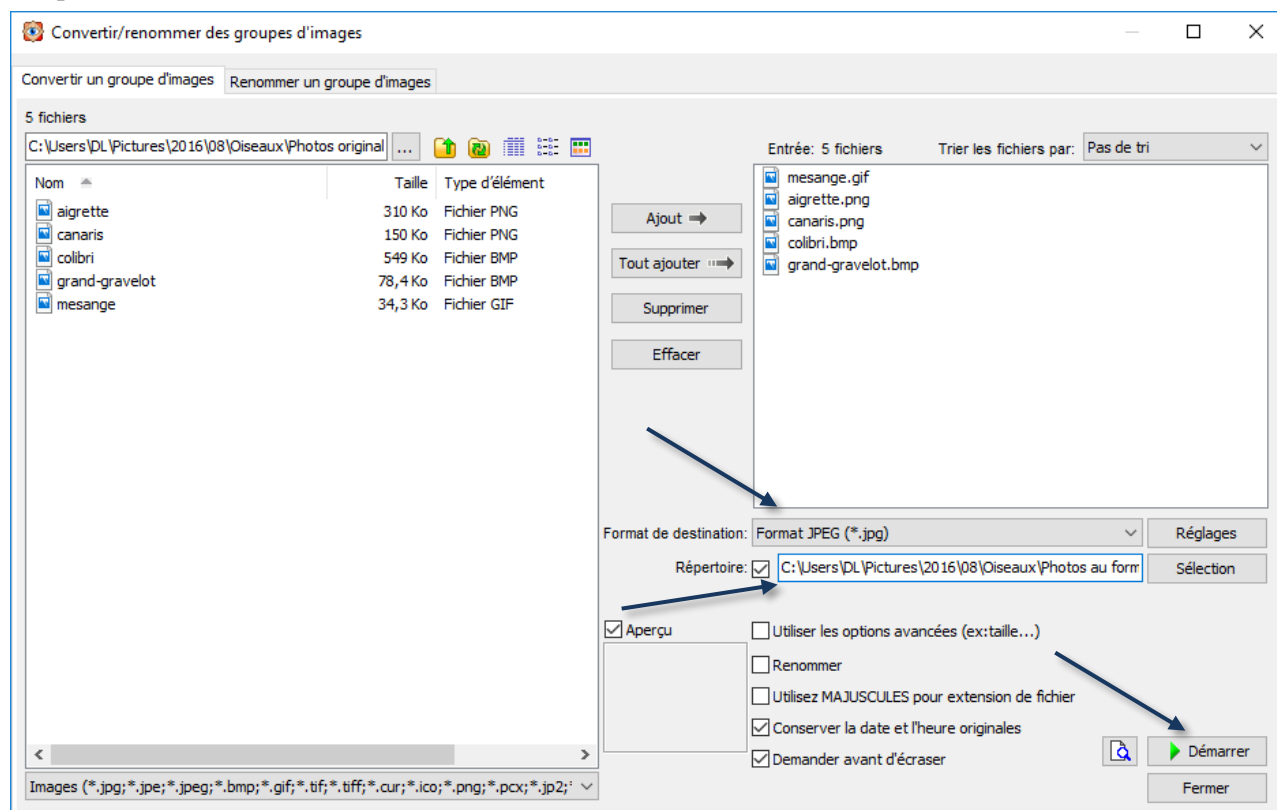 Convertir/renommer des groupes d'images
Convertir un groupe d'images Renommer un groupe d'images
5 fichiers
C:\Users\DL\Pictures\2016\08\Oiseaux\Photos original ...
Nom Taille Type d'élément
aigrette 310 Ko Fichier PNG
canaris 150 Ko Fichier PNG
colibri 549 Ko Fichier BMP
grand-gravelot 78,4 Ko Fichier BMP
mesange 34,3 Ko Fichier GIF
Images (*.jpg;*.jpe;*.jpeg;*.bmp;*.gif;*.tif;*.tiff;*.cur;*.ico;*.png;*.pcx;*.jp2;
Ajout
Tout ajouter
Supprimer
Effacer
Entrée: 5 fichiers Trier les fichiers par: Pas de tri
mesange.gif
aigrette.png
canaris.png
colibri.bmp
grand-gravelot.bmp
Format de destination: Format JPEG (*.jpg) Réglages
Répertoire: C:\Users\DL\Pictures\2016\08\Oiseaux\Photos au form Sélection
Aperçu
Utiliser les options avancées (ex:taille...)
Renommer
Utilisez MAJUSCULES pour extension de fichier
Conserver la date et l'heure originales
Demander avant d'écraser
Démarrer
Fermer